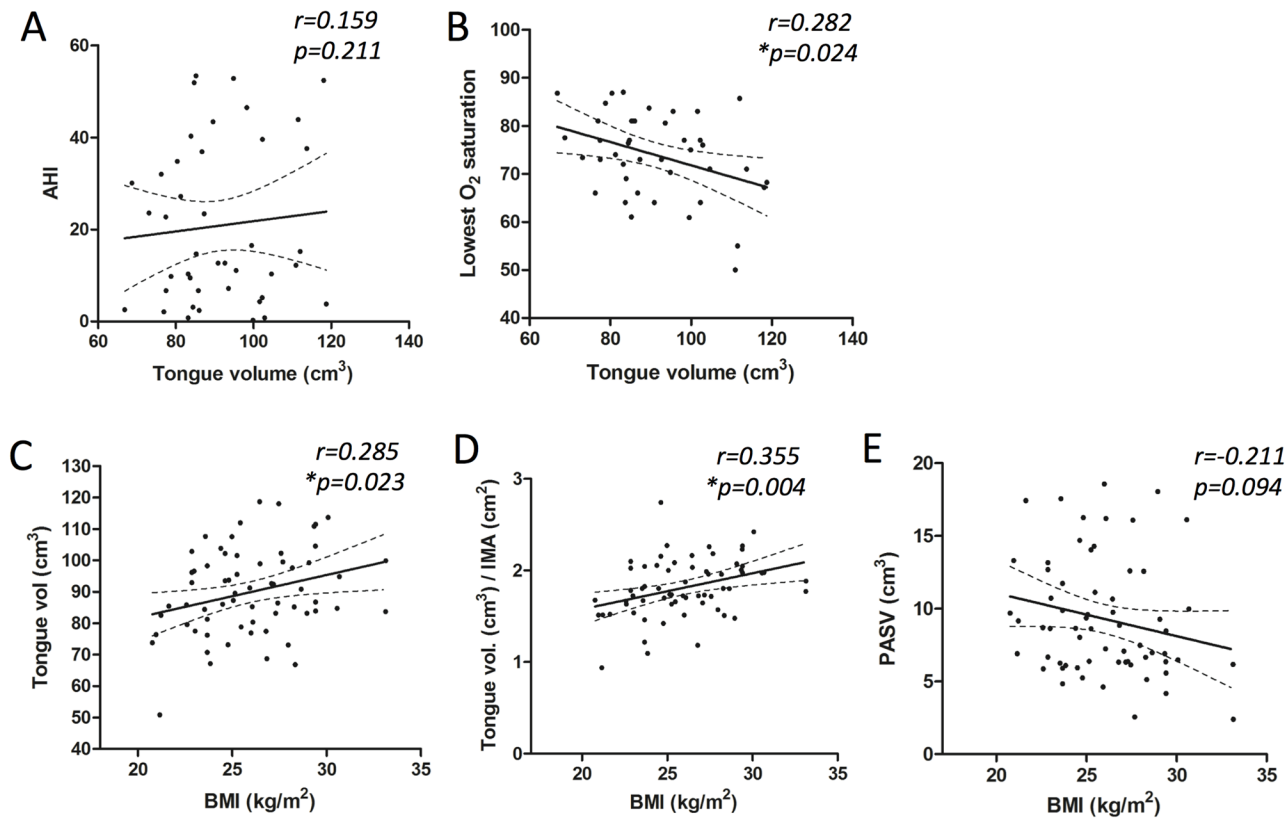 A
r=0.159
p=0.211
AHI
60
40
20
0
60 80 100 120 140
Tongue volume (cm³)
B
r=0.282
*p=0.024
Lowest O₂ saturation
100
90
80
70
60
50
40
60 80 100 120 140
Tongue volume (cm³)
C
r=0.285
*p=0.023
Tongue vol (cm³)
130
120
110
100
90
80
70
60
50
40
20 25 30 35
BMI (kg/m²)
D
r=0.355
*p=0.004
Tongue vol. (cm³) / IMA (cm²)
3
2
1
0
20 25 30 35
BMI (kg/m²)
E
r=-0.211
p=0.094
PASV (cm³)
20
15
10
5
0
20 25 30 35
BMI (kg/m²)